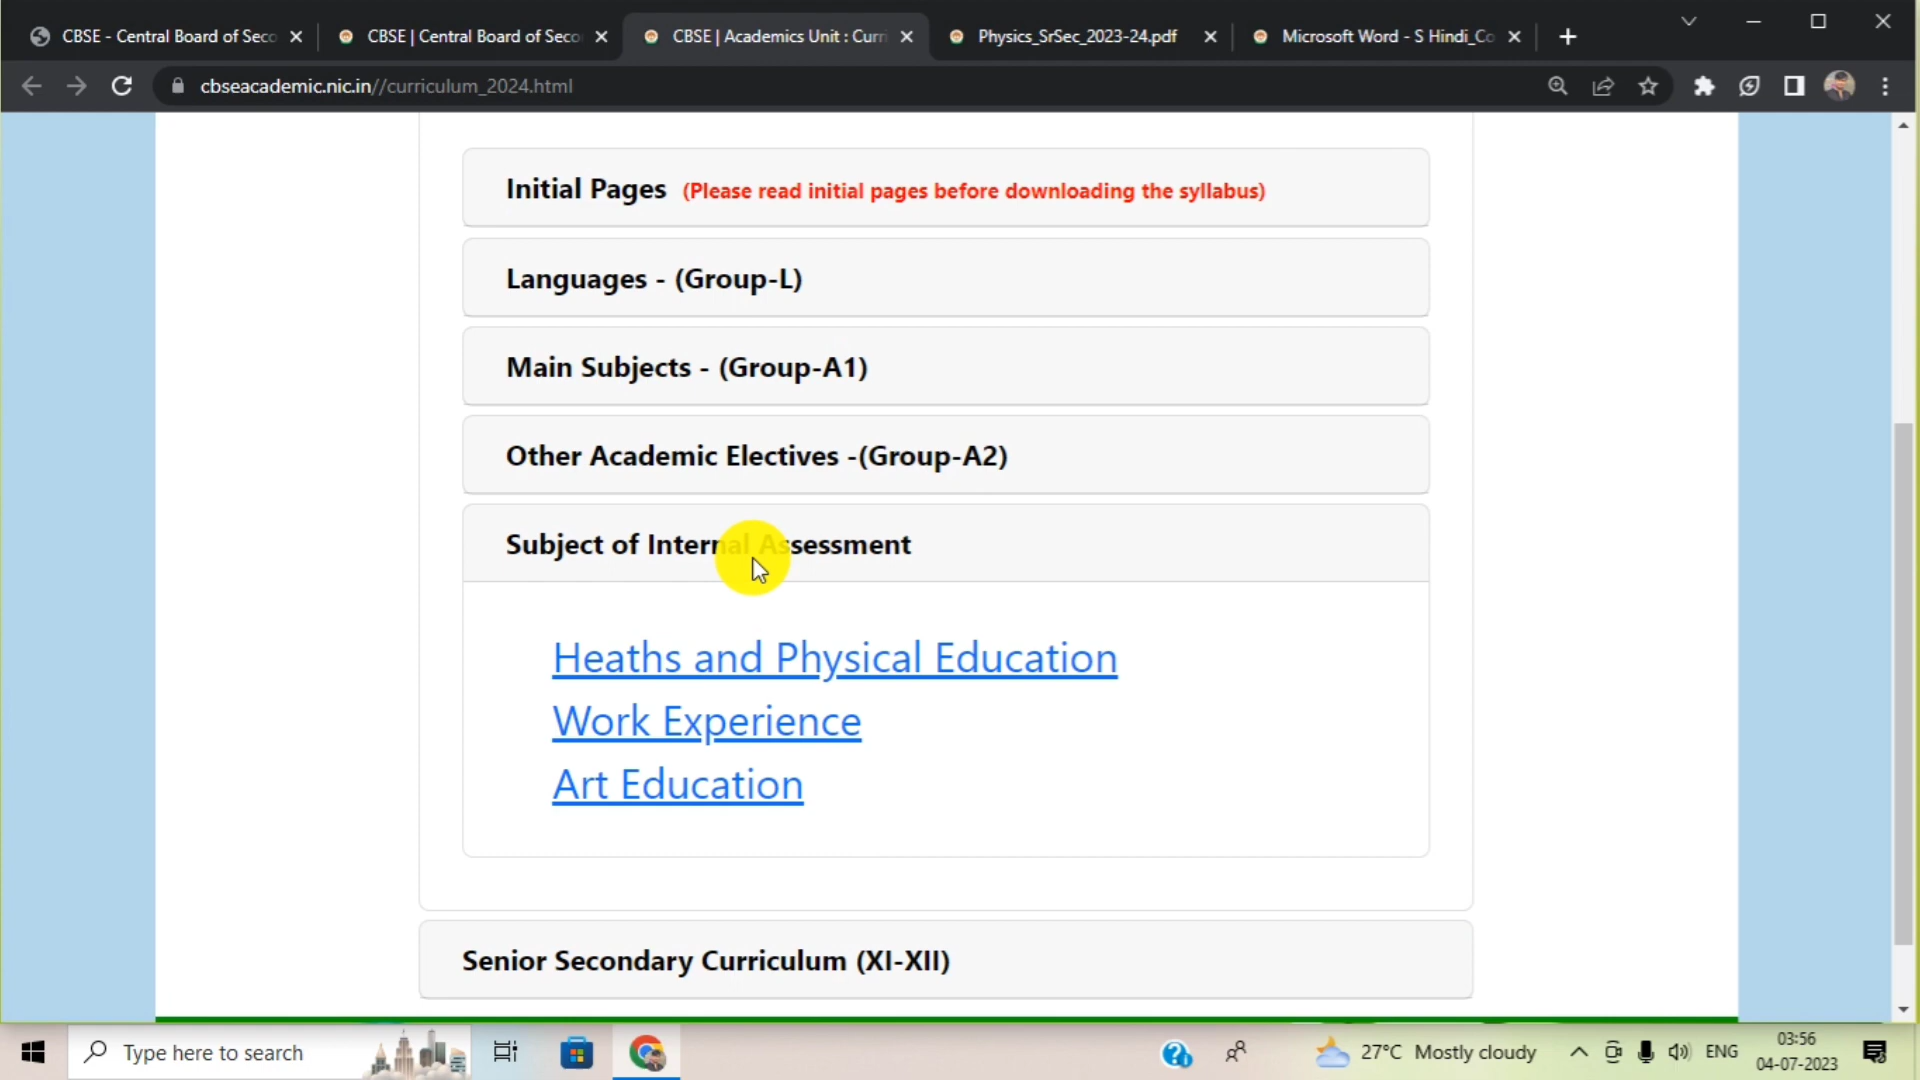 CBSE - Central Board of Seco
CBSE | Central Board of Seco
CBSE | Academics Unit : Curri
Physics_SrSec_2023-24.pdf
Microsoft Word - S Hindi_Co
cbseacademic.nic.in//curriculum_2024.html
Initial Pages (Please read initial pages before downloading the syllabus)
Languages - (Group-L)
Main Subjects - (Group-A1)
Other Academic Electives -(Group-A2)
Subject of Internal Assessment
Heaths and Physical Education
Work Experience
Art Education
Senior Secondary Curriculum (XI-XII)
Type here to search
27°C Mostly cloudy
ENG
03:56
04-07-2023